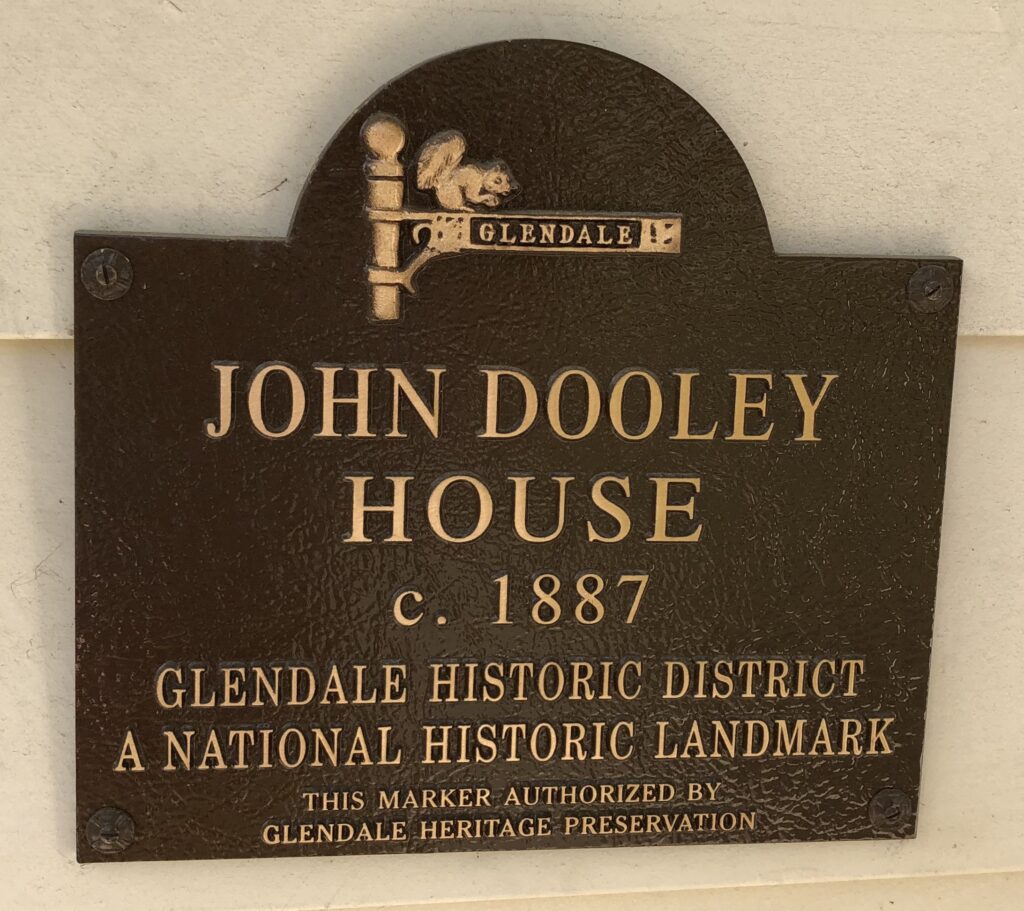 GLENDALE
JOHN DOOLEY
HOUSE
c. 1887
GLENDALE HISTORIC DISTRICT
A NATIONAL HISTORIC LANDMARK
THIS MARKER AUTHORIZED BY
GLENDALE HERITAGE PRESERVATION